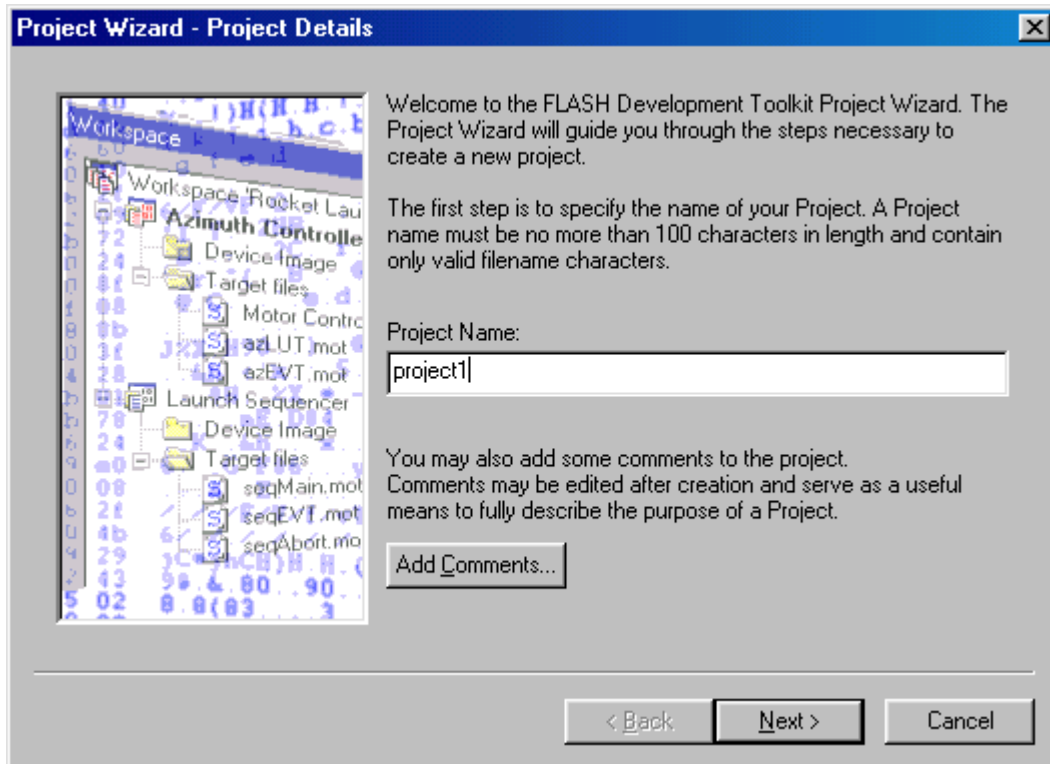 Project Wizard - Project Details
Workspace
Workspace 'Rocket Lau
Azimuth Controlle
Device Image
Target files
Motor Contro
azLUT.mot
azEVT.mot
Launch Sequencer
Device Image
Target files
seqMain.mot
seqEVT.mot
seqAbort.mo
Welcome to the FLASH Development Toolkit Project Wizard. The
Project Wizard will guide you through the steps necessary to
create a new project.
The first step is to specify the name of your Project. A Project
name must be no more than 100 characters in length and contain
only valid filename characters.
Project Name:
project1
You may also add some comments to the project.
Comments may be edited after creation and serve as a useful
means to fully describe the purpose of a Project.
Add Comments...
< Back
Next >
Cancel